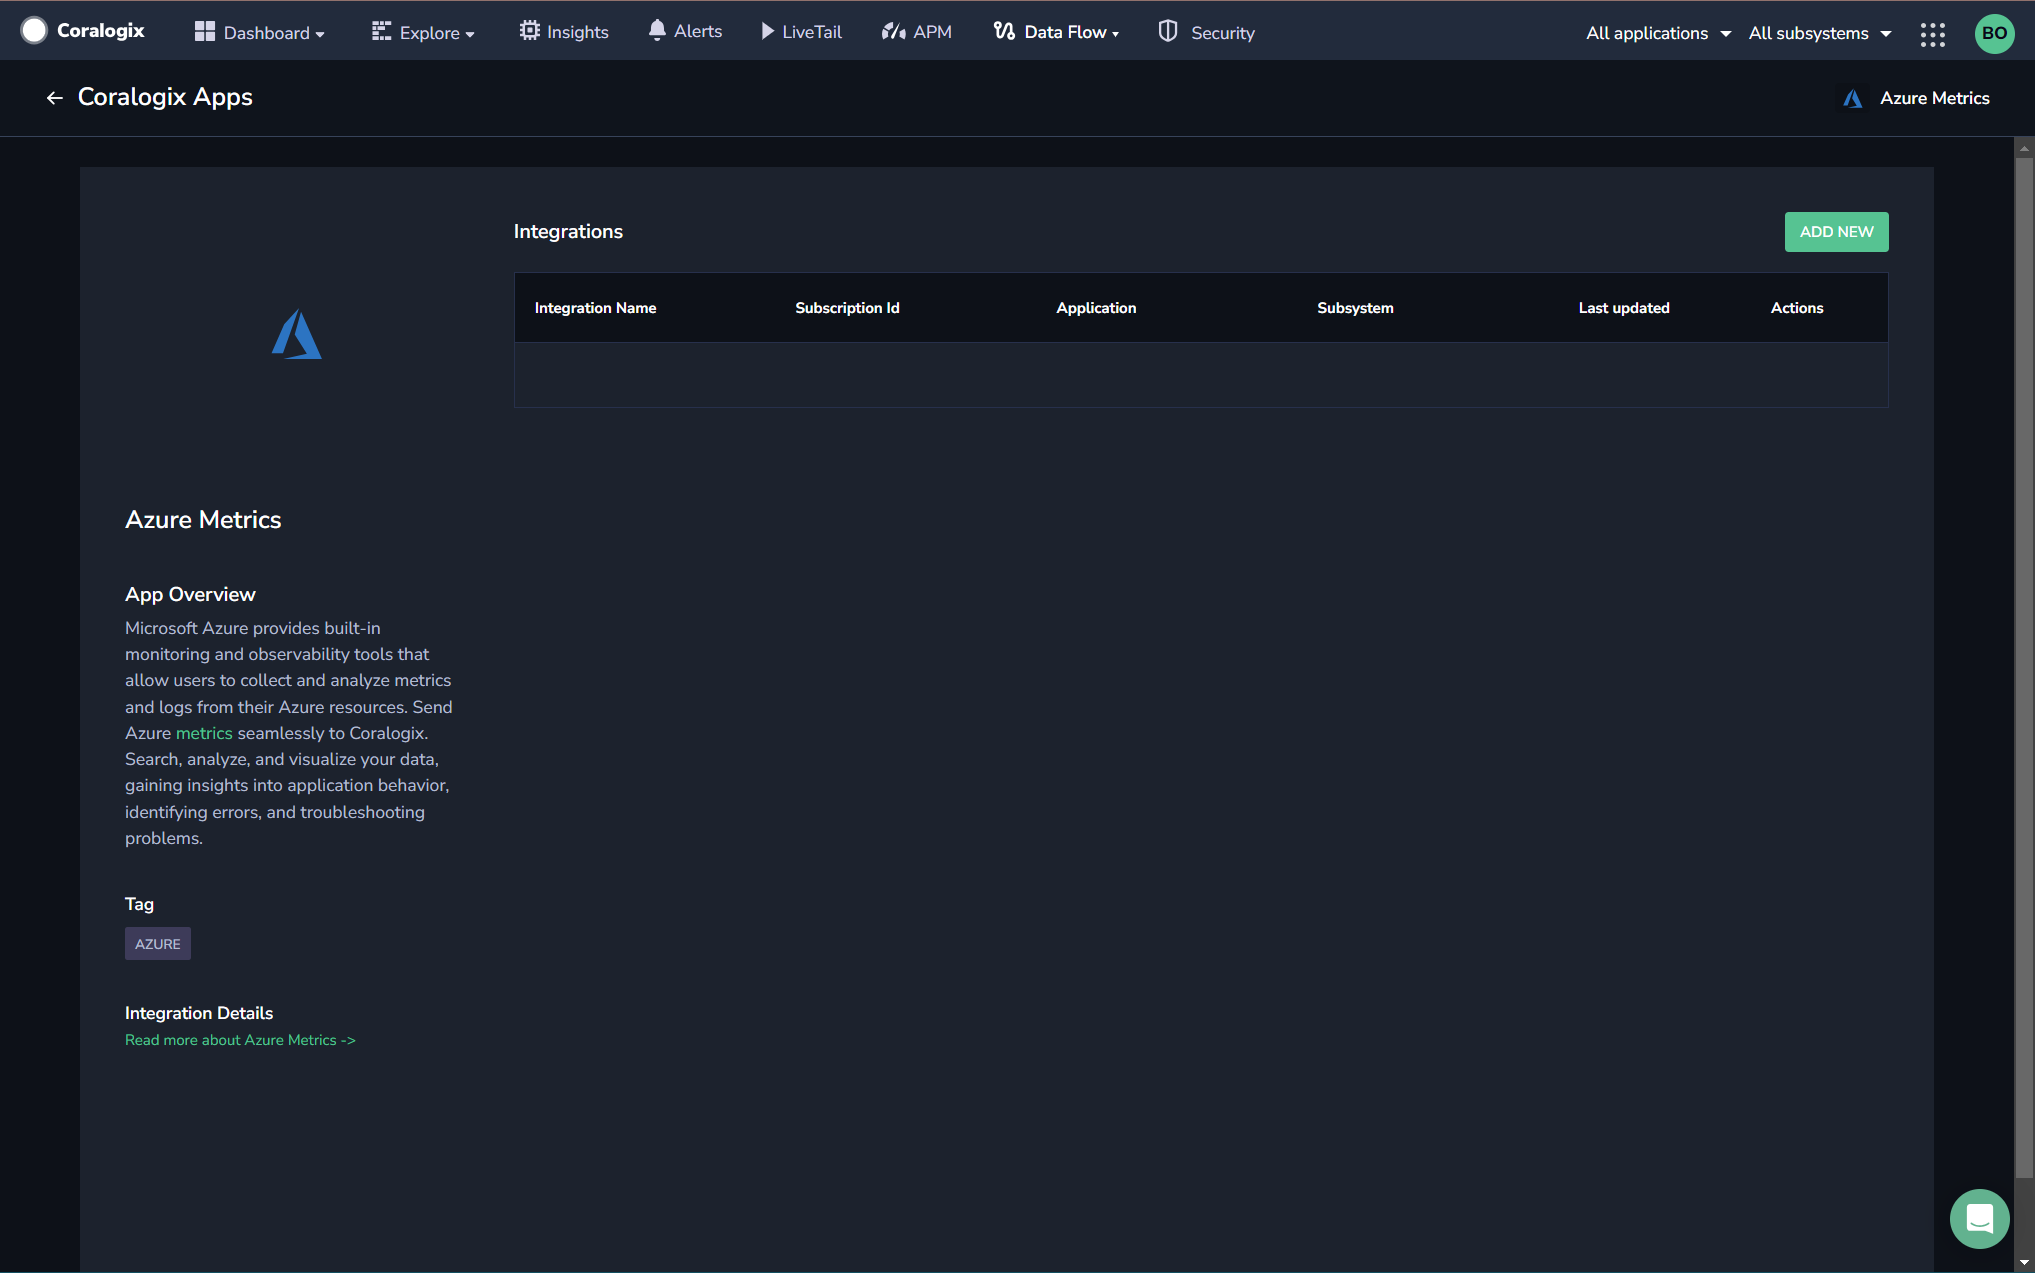 Coralogix Dashboard Explore Insights Alerts LiveTail APM Data Flow Security All applications All subsystems BO
Coralogix Apps Azure Metrics
Integrations ADD NEW
Integration Name Subscription Id Application Subsystem Last updated Actions
Azure Metrics
App Overview
Microsoft Azure provides built-in
monitoring and observability tools that
allow users to collect and analyze metrics
and logs from their Azure resources. Send
Azure metrics seamlessly to Coralogix.
Search, analyze, and visualize your data,
gaining insights into application behavior,
identifying errors, and troubleshooting
problems.
Tag
AZURE
Integration Details
Read more about Azure Metrics ->